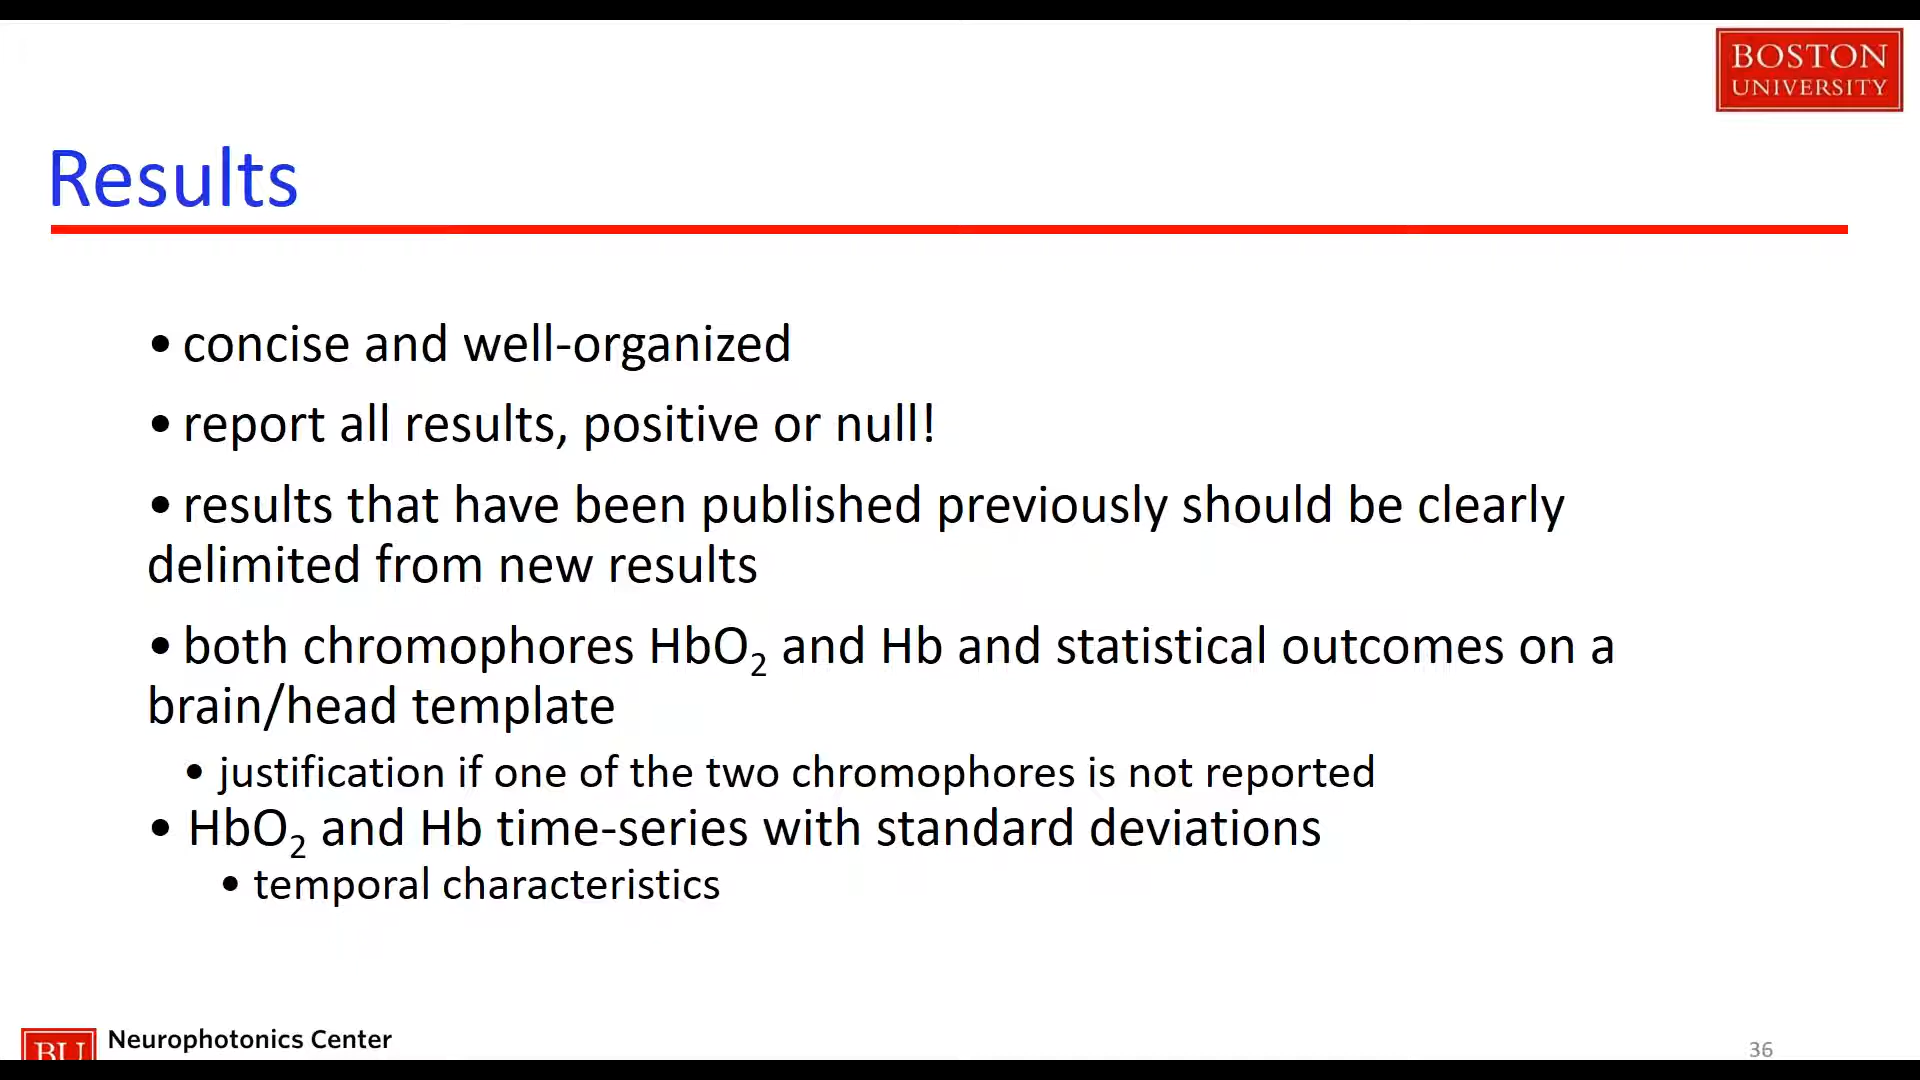 BOSTON
UNIVERSITY
Results
• concise and well-organized
• report all results, positive or null!
• results that have been published previously should be clearly
delimited from new results
• both chromophores HbO₂ and Hb and statistical outcomes on a
brain/head template
• justification if one of the two chromophores is not reported
• HbO₂ and Hb time-series with standard deviations
• temporal characteristics
BU
Neurophotonics Center
36